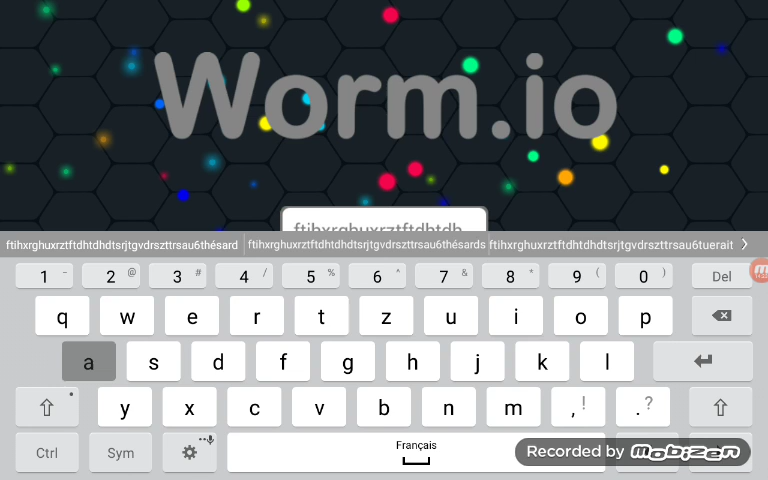 Worm.io
ftihxrghuxrztftdhtdh
ftihxrghuxrztftdhtdhdtsrjtgvdrszttrsau6thésard ftihxrghuxrztftdhtdhdtsrjtgvdrszttrsau6thésards ftihxrghuxrztftdhtdhdtsrjtgvdrszttrsau6tuerait
1 - 2 @ 3 # 4 / 5 % 6 ^ 7 & 8 * 9 ( 0 ) Del
q w e r t z u i o p
a s d f g h j k l
y x c v b n m , ! . ?
Ctrl Sym Français
Recorded by mobizen